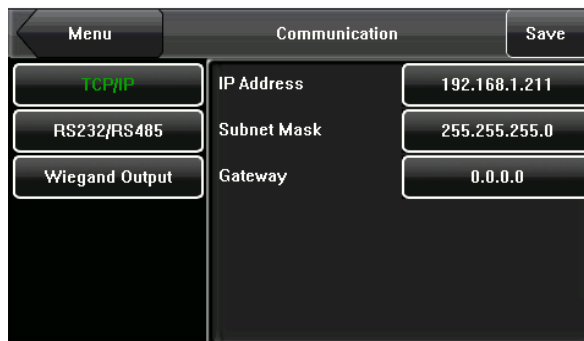 Menu Communication Save
TCP/IP IP Address 192.168.1.211
RS232/RS485 Subnet Mask 255.255.255.0
Wiegand Output Gateway 0.0.0.0